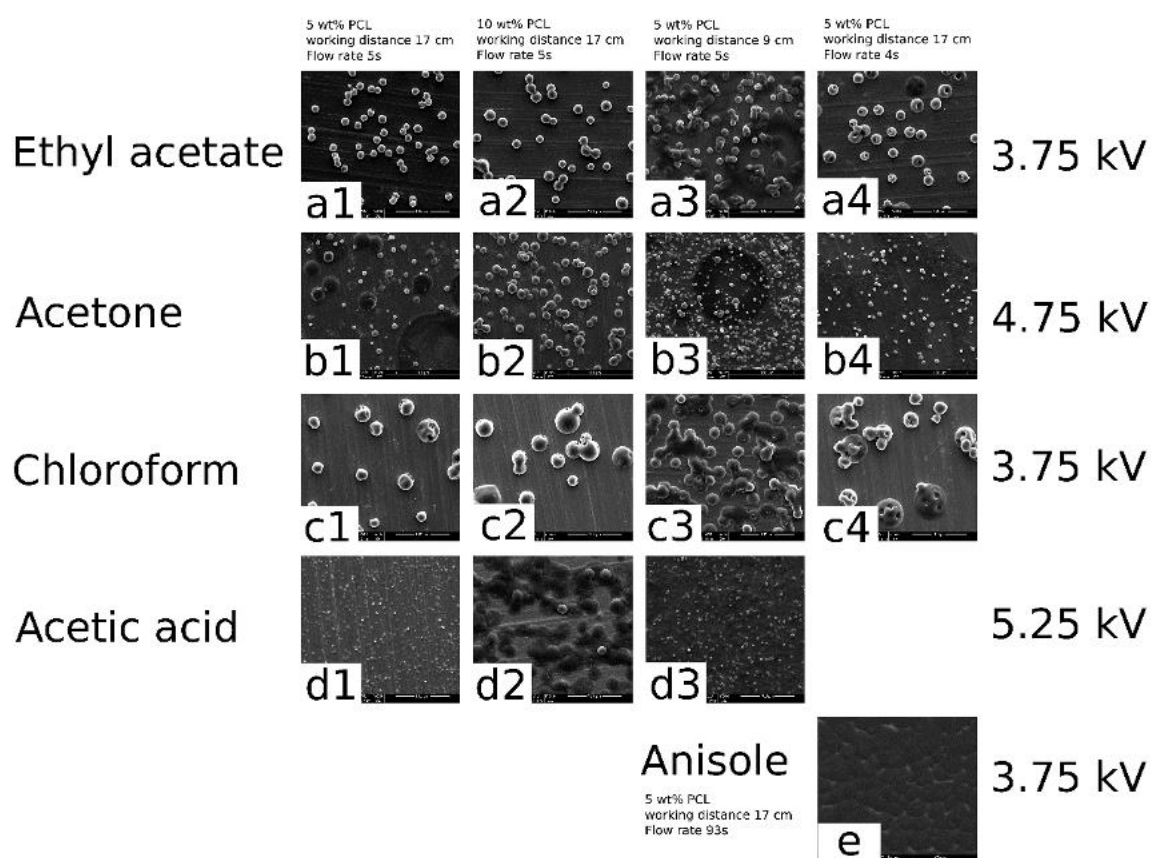 5 wt% PCL
working distance 17 cm
Flow rate 5s
10 wt% PCL
working distance 17 cm
Flow rate 5s
5 wt% PCL
working distance 9 cm
Flow rate 5s
5 wt% PCL
working distance 17 cm
Flow rate 4s
Ethyl acetate
a1
a2
a3
a4
3.75 kV
Acetone
b1
b2
b3
b4
4.75 kV
Chloroform
c1
c2
c3
c4
3.75 kV
Acetic acid
d1
d2
d3
5.25 kV
Anisole
5 wt% PCL
working distance 17 cm
Flow rate 93s
e
3.75 kV